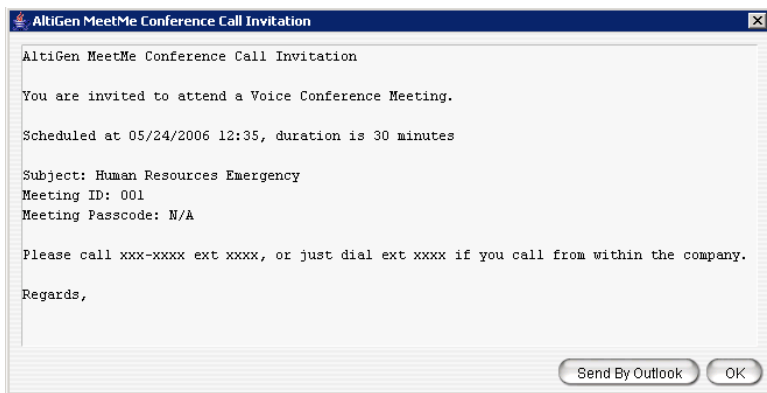 AltiGen MeetMe Conference Call Invitation
AltiGen MeetMe Conference Call Invitation
You are invited to attend a Voice Conference Meeting.
Scheduled at 05/24/2006 12:35, duration is 30 minutes
Subject: Human Resources Emergency
Meeting ID: 001
Meeting Passcode: N/A
Please call xxx-xxxx ext xxxx, or just dial ext xxxx if you call from within the company.
Regards,
Send By Outlook OK